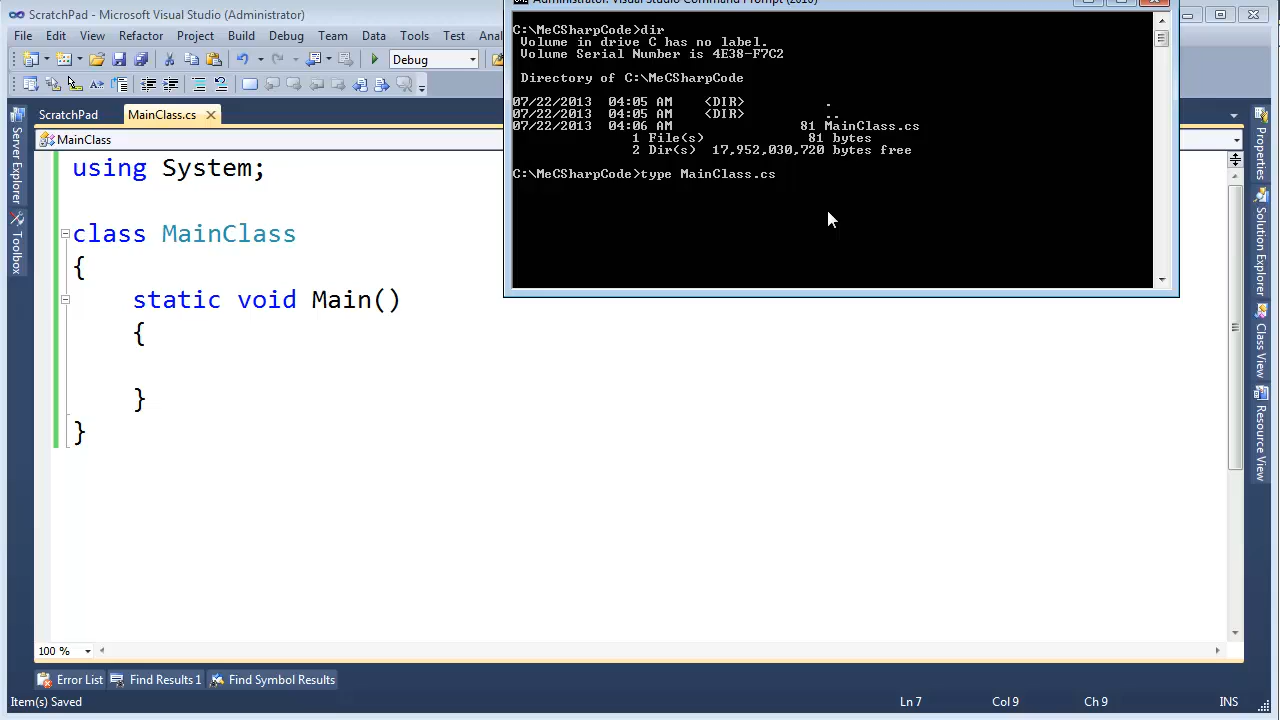 ScratchPad - Microsoft Visual Studio (Administrator)
Administrator: Visual Studio Command Prompt (2010)
File Edit View Refactor Project Build Debug Team Data Tools Test
Debug
ScratchPad MainClass.cs
MainClass
using System;
class MainClass
{
static void Main()
{
}
}
C:\MeCSharpCode>dir
Volume in drive C has no label.
Volume Serial Number is 4E38-F7C2
Directory of C:\MeCSharpCode
07/22/2013 04:05 AM <DIR> .
07/22/2013 04:05 AM <DIR> ..
07/22/2013 04:06 AM 81 MainClass.cs
1 File(s) 81 bytes
2 Dir(s) 17,952,030,720 bytes free
C:\MeCSharpCode>type MainClass.cs
Server Explorer
Toolbox
Properties
Solution Explorer
Class View
Resource View
100 %
Error List Find Results 1 Find Symbol Results
Item(s) Saved Ln 7 Col 9 Ch 9 INS